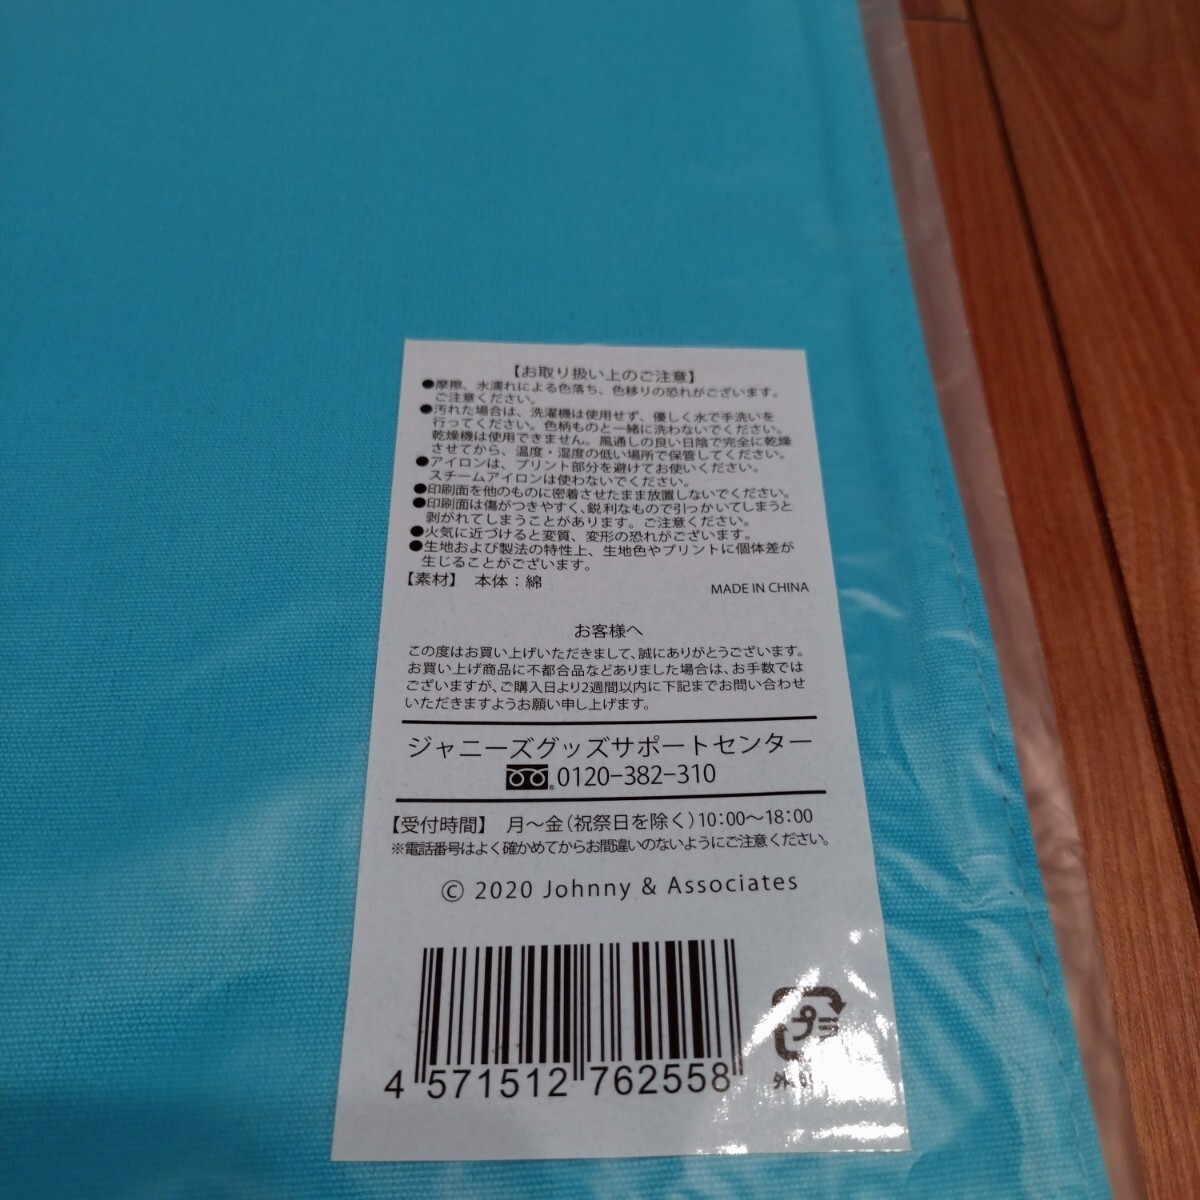 【お取り扱い上のご注意】
●摩擦、水濡れによる色落ち、色移りの恐れがございます。
ご注意ください。
●汚れた場合は、洗濯機は使用せず、優しく水で手洗いを
行ってください。色柄ものと一緒に洗わないでください。
乾燥機は使用できません。風通しの良い日陰で完全に乾燥
させてから、温度・湿度の低い場所で保管してください。
●アイロンは、プリント部分を避けてお使いください。
スチームアイロンは使わないでください。
●印刷面を他のものに密着させたまま放置しないでください。
●印刷面は傷がつきやすく、鋭利なもので引っかいてしまうと
剥がれてしまうことがあります。ご注意ください。
●火気に近づけると変質、変形の恐れがございます。
●生地および製法の特性上、生地色やプリントに個体差が
生じることがございます。
【素材】 本体：綿
MADE IN CHINA
お客様へ
この度はお買い上げいただきまして、誠にありがとうございます。
お買い上げ商品に不都合品などありました場合は、お手数では
ございますが、ご購入日より2週間以内に下記までお問い合わせ
いただきますようお願い申し上げます。
ジャニーズグッズサポートセンター
0120-382-310
【受付時間】 月～金（祝祭日を除く）10：00～18：00
※電話番号はよく確かめてからお間違いのないようにご注意ください。
© 2020 Johnny & Associates
プラ
4 571512 762558